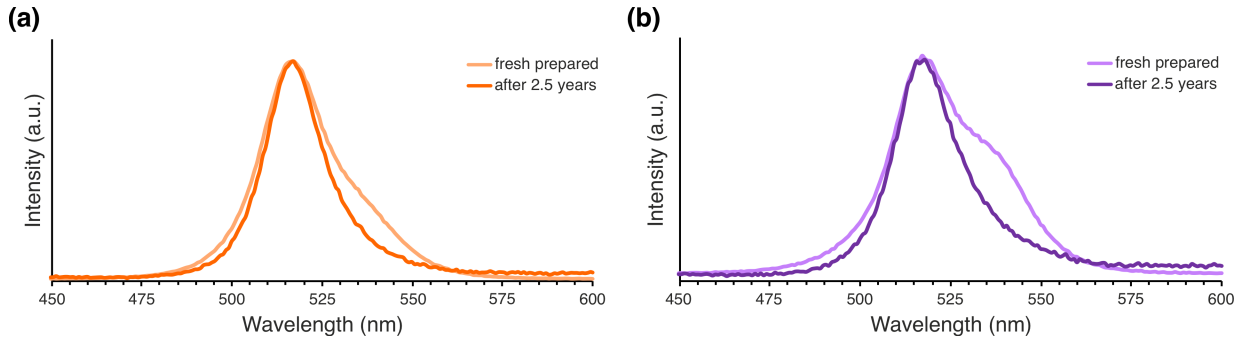 (a)
Intensity (a.u.)
fresh prepared
after 2.5 years
450 475 500 525 550 575 600
Wavelength (nm)
(b)
Intensity (a.u.)
fresh prepared
after 2.5 years
450 475 500 525 550 575 600
Wavelength (nm)